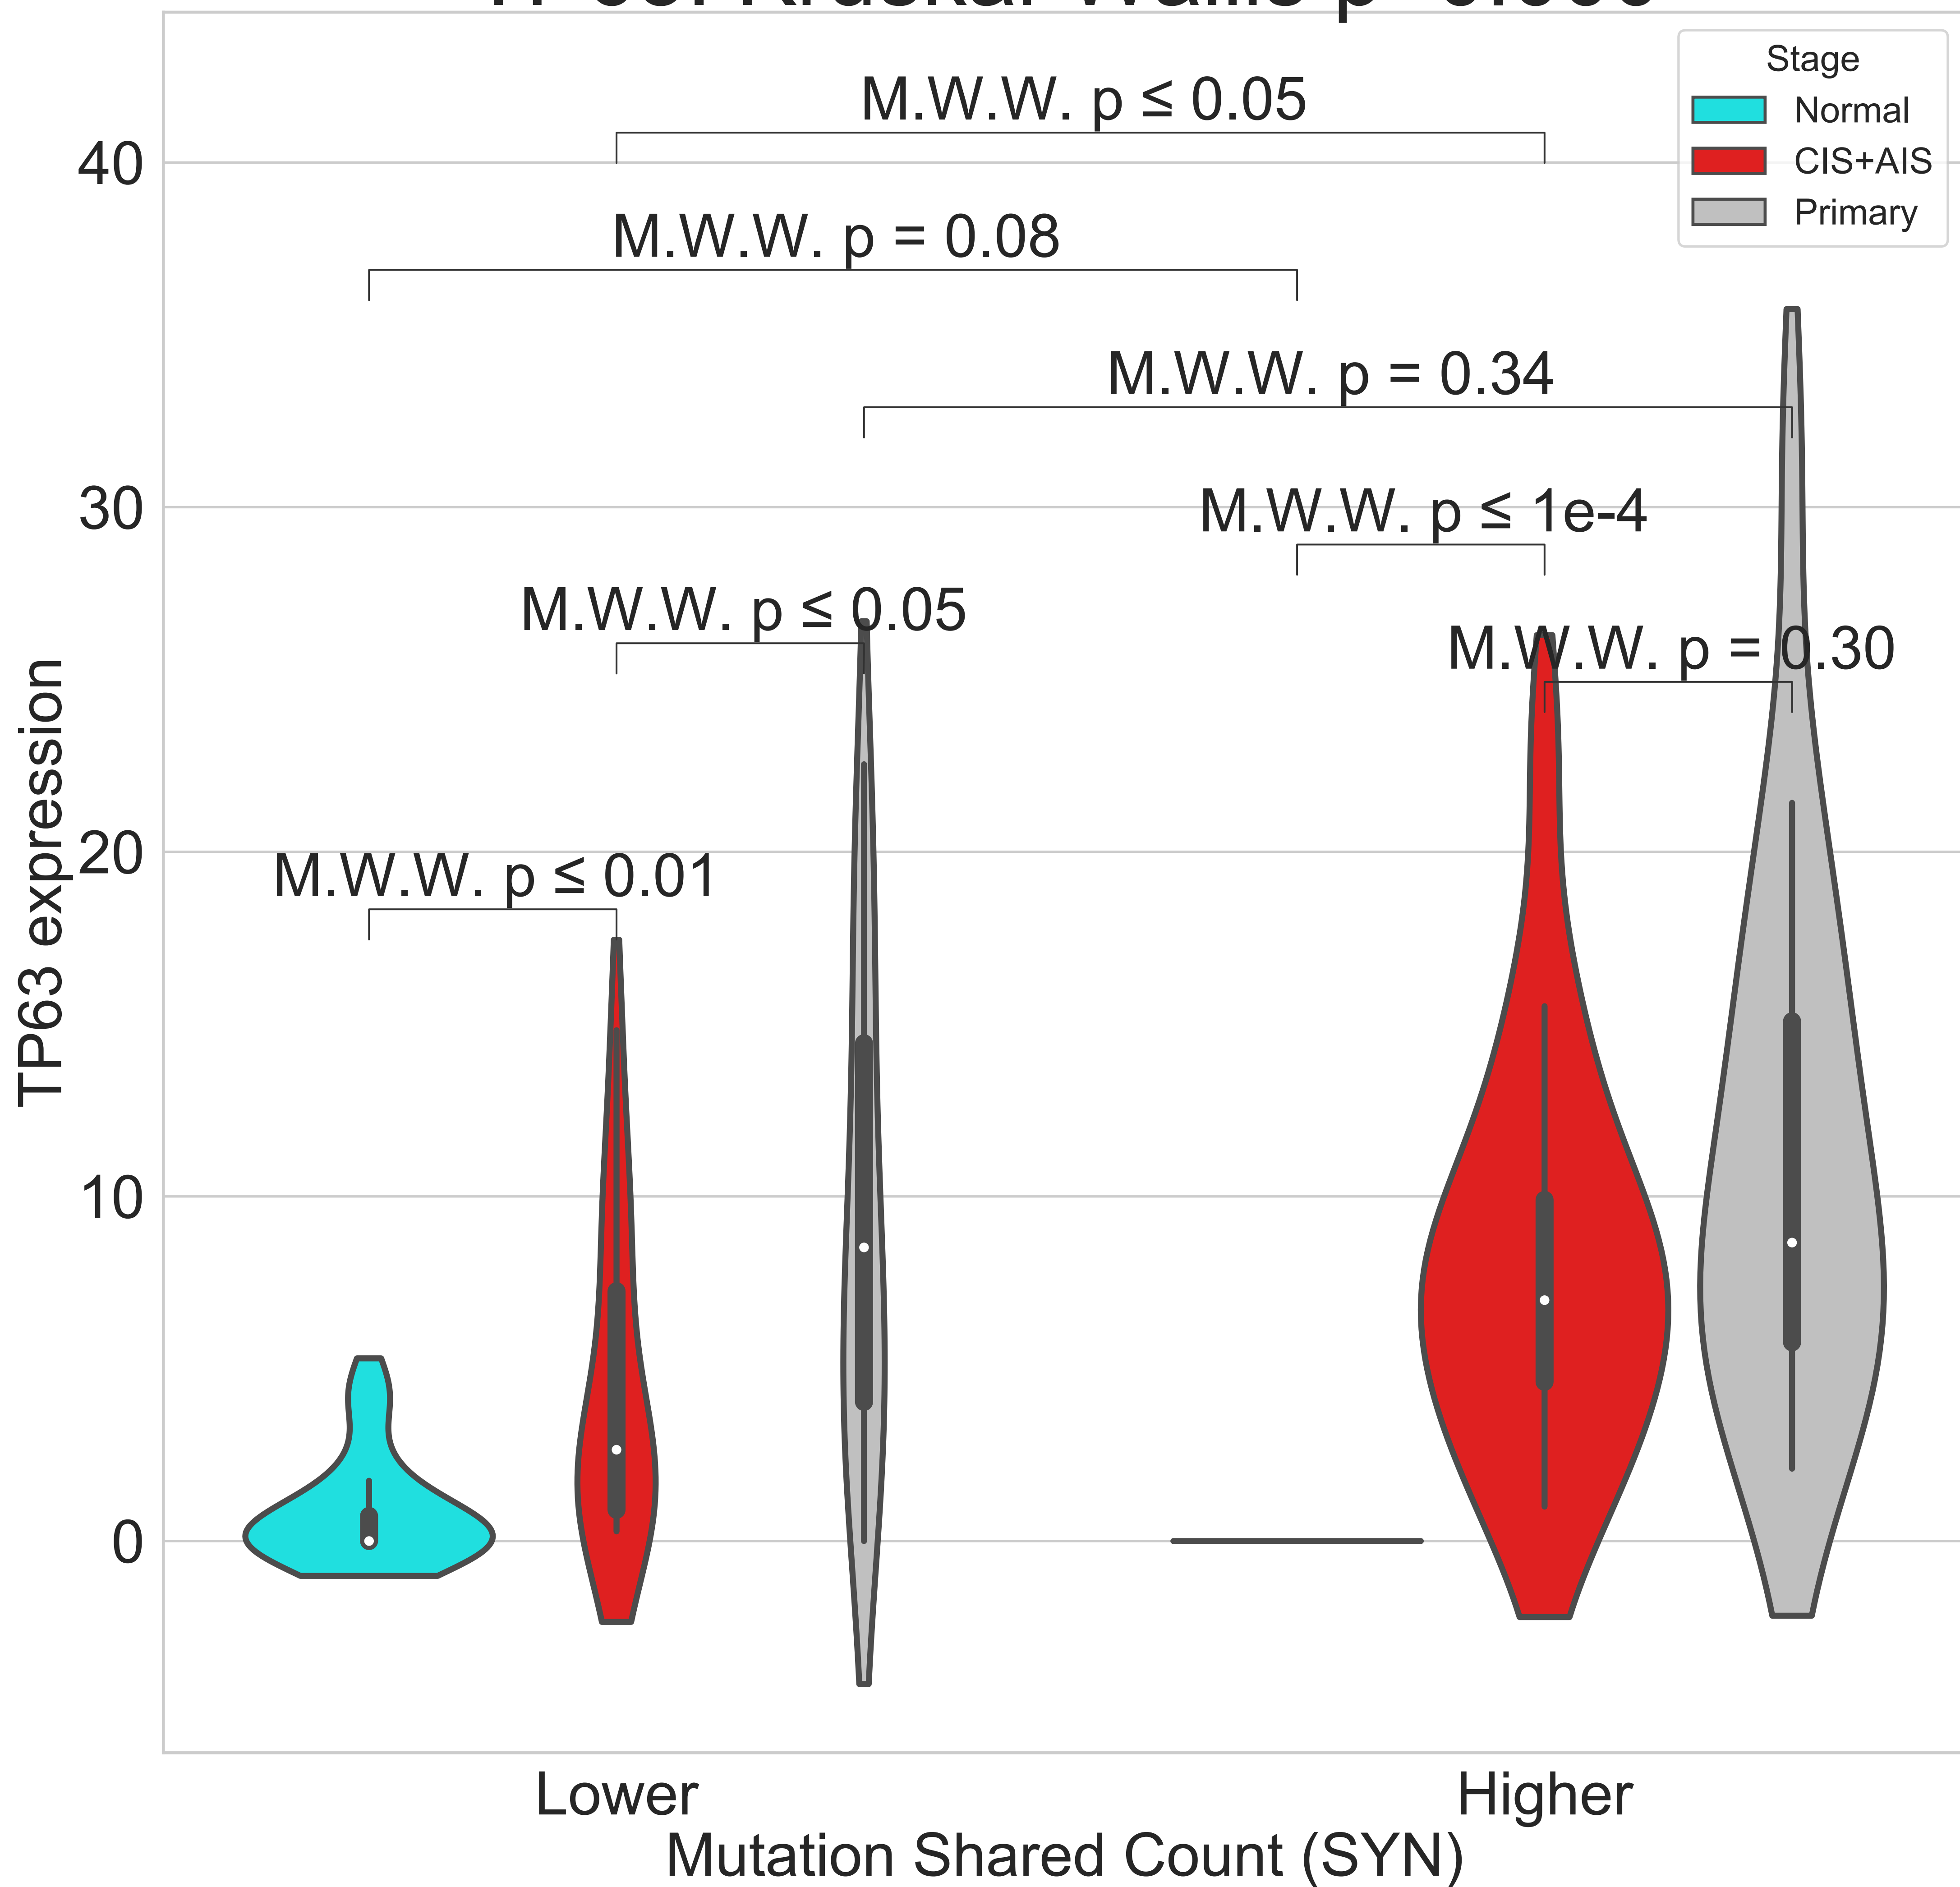 Stage
Normal
CIS+AIS
Primary
M.W.W. p ≤ 0.05
M.W.W. p = 0.08
M.W.W. p = 0.34
M.W.W. p ≤ 1e-4
M.W.W. p ≤ 0.05
M.W.W. p = 0.30
M.W.W. p ≤ 0.01
40
30
20
10
0
TP63 expression
Lower
Higher
Mutation Shared Count (SYN)